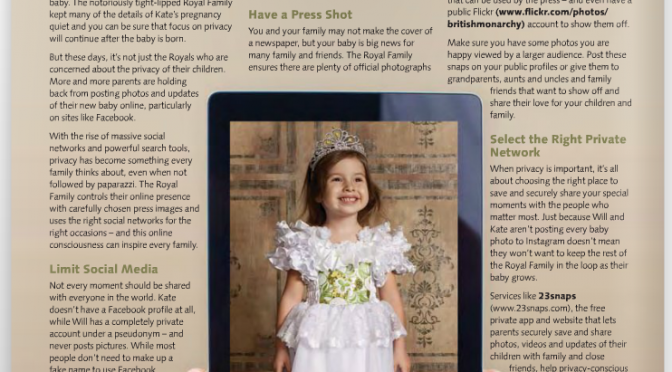 baby. The notoriously tight-lipped Royal Family
kept many of the details of Kate's pregnancy
quiet and you can be sure that focus on privacy
will continue after the baby is born.
But these days, it's not just the Royals who are
concerned about the privacy of their children.
More and more parents are holding
back from posting photos and updates
of their new baby online, particularly
on sites like Facebook.
With the rise of massive social
networks and powerful search tools,
privacy has become something every
family thinks about, even when not
followed by paparazzi. The Royal
Family controls their online presence
with carefully chosen press images and
uses the right social networks for the
right occasions – and this online
consciousness can inspire every family.
Limit Social Media
Not every moment should be shared
with everyone in the world. Kate
doesn't have a Facebook profile at all,
while Will has a completely private
account under a pseudonym – and
never posts pictures. While most
people don't need to make up a
fake name to use Facebook
Have a Press Shot
You and your family may not make the cover of
a newspaper, but your baby is big news for
many family and friends. The Royal Family
ensures there are plenty of official photographs
that can be used by the press – and even have a
public Flickr (www.flickr.com/photos/
britishmonarchy) account to show them off.
Make sure you have some photos you are
happy viewed by a larger audience. Post these
snaps on your public profiles or give them to
grandparents, aunts and uncles and family
friends that want to show off and
share their love for your children and
family.
Select the Right Private
Network
When privacy is important, it's all
about choosing the right place to
save and securely share your special
moments with the people who
matter most. Just because Will and
Kate aren't posting every baby
photo to Instagram doesn't mean
they won't want to keep the rest of
the Royal Family in the loop as their
baby grows.
Services like 23snaps
(www.23snaps.com), the free
private app and website that lets
parents securely save and share
photos, videos and updates of their
children with family and close
friends, help privacy-conscious